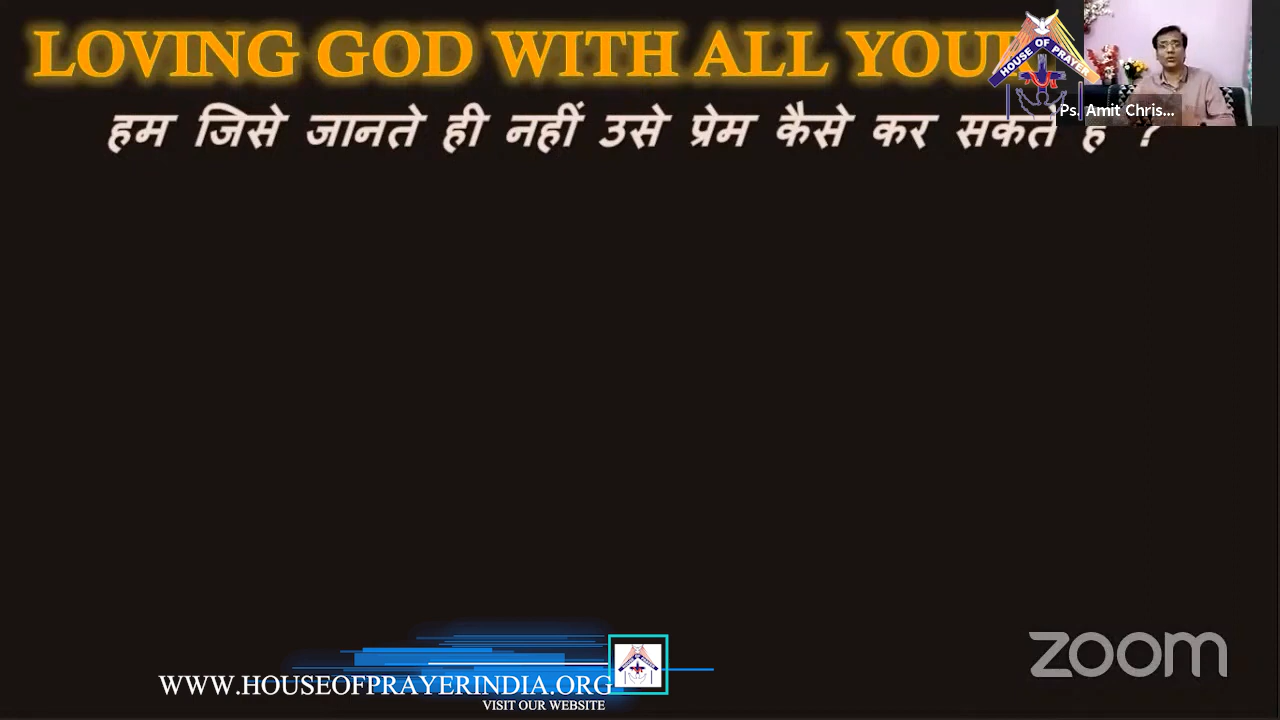 LOVING GOD WITH ALL YOUR
हम जिसे जानते ही नहीं उसे प्रेम कैसे कर सकते है ?
HOUSE OF PRAYER
Ps. Amit Chris...
zoom
WWW.HOUSEOFPRAYERINDIA.ORG
VISIT OUR WEBSITE